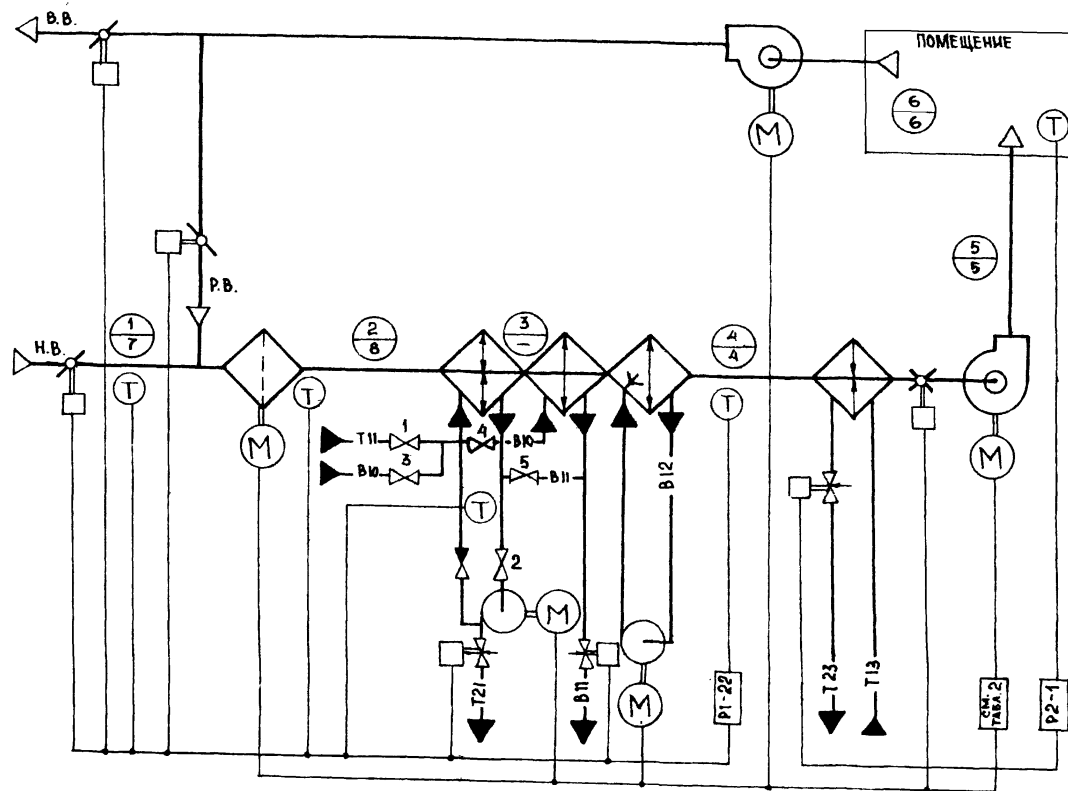 В.В.
ПОМЕЩЕНИЕ
6
6
Т
М
М
5
5
Р.В.
Н.В.
1
7
2
8
3
–
4
4
Т
Т
Т
М
М
Т11
1
4
В10
В10
3
5
В11
В12
Т
2
М
М
Т21
В11
Р1-22
Т23
Т13
СМ.
ТАБЛ.2
Р2-1